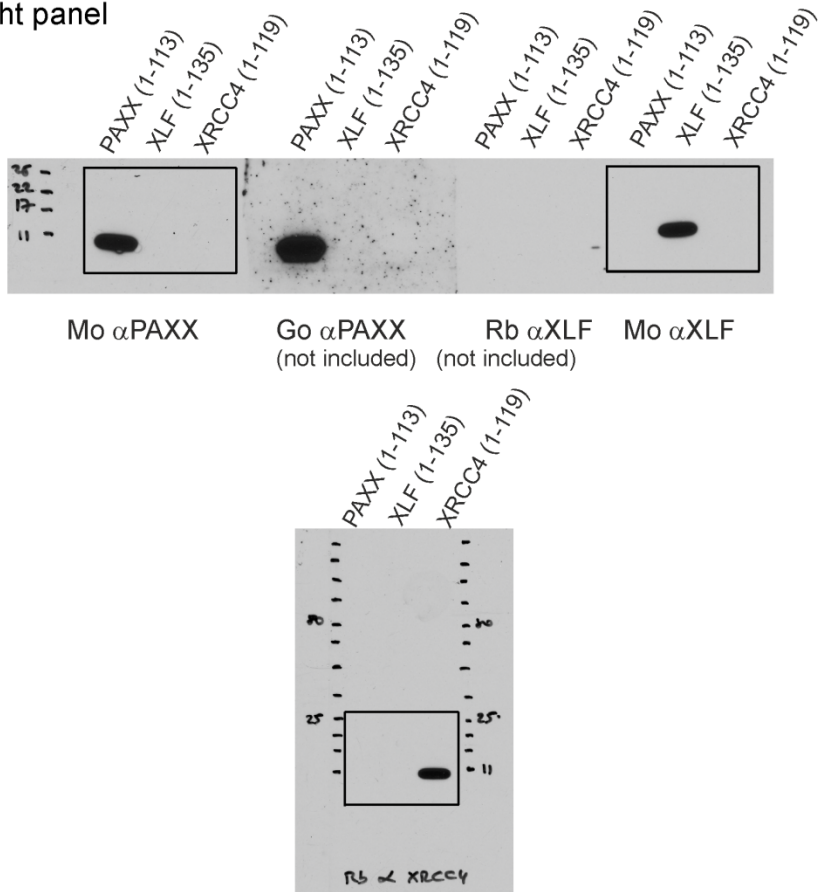 ht panel
PAXX (1-113) XLF (1-135) XRCC4 (1-119) PAXX (1-113) XLF (1-135) XRCC4 (1-119) PAXX (1-113) XLF (1-135) XRCC4 (1-119) PAXX (1-113) XLF (1-135) XRCC4 (1-119)
22
17
11
Mo αPAXX Go αPAXX Rb αXLF Mo αXLF
(not included) (not included)
PAXX (1-113) XLF (1-135) XRCC4 (1-119)
25 25
11
Rb α XRCC4